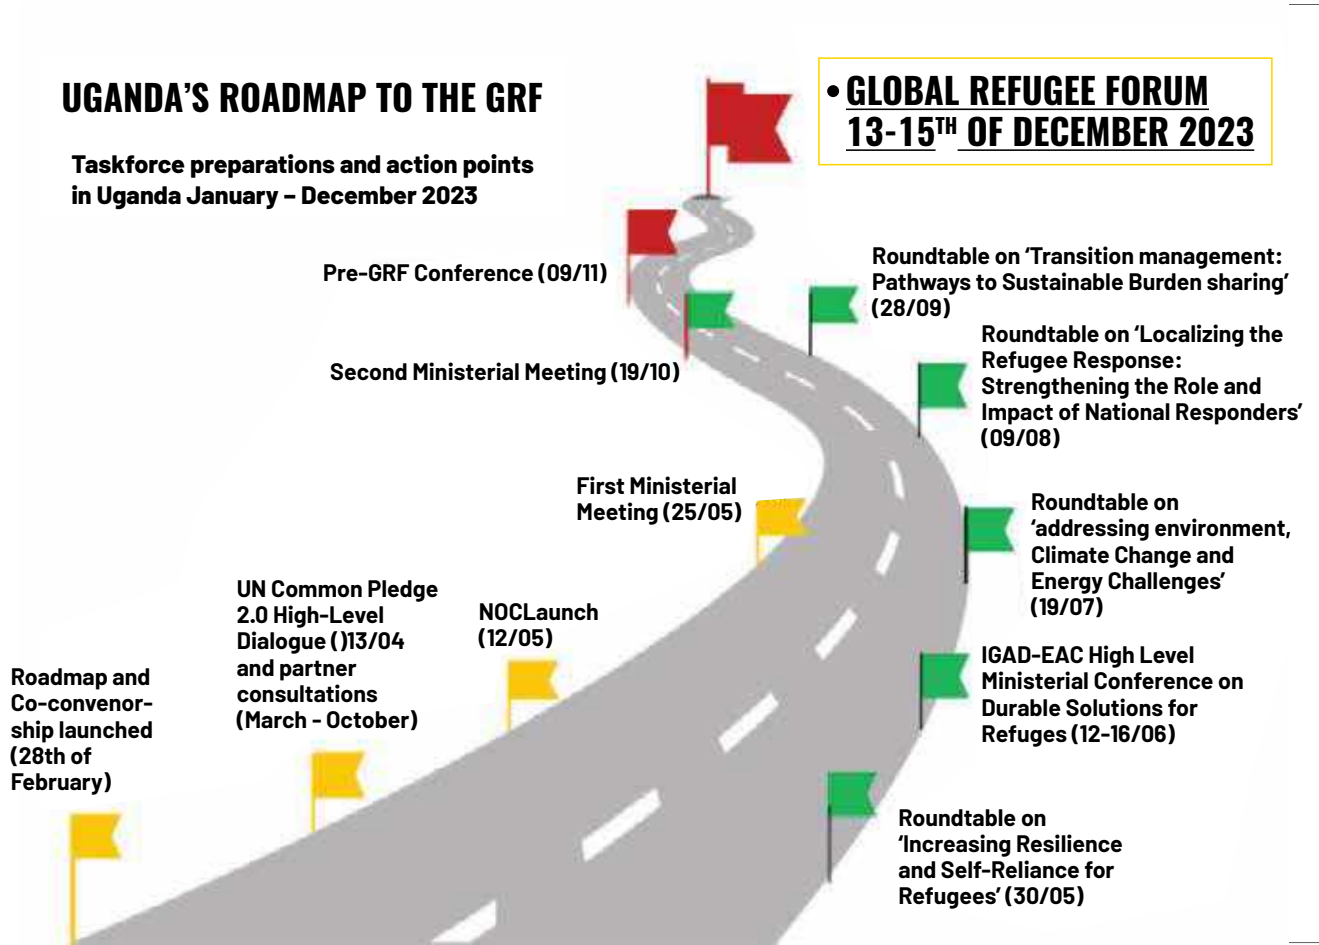 UGANDA'S ROADMAP TO THE GRF
Taskforce preparations and action points
in Uganda January – December 2023
• GLOBAL REFUGEE FORUM
13-15TH OF DECEMBER 2023
Pre-GRF Conference (09/11)
Roundtable on ‘Transition management:
Pathways to Sustainable Burden sharing’
(28/09)
Second Ministerial Meeting (19/10)
Roundtable on ‘Localizing the
Refugee Response:
Strengthening the Role and
Impact of National Responders’
(09/08)
First Ministerial
Meeting (25/05)
Roundtable on
‘addressing environment,
Climate Change and
Energy Challenges’
(19/07)
UN Common Pledge
2.0 High-Level
Dialogue ()13/04
and partner
consultations
(March - October)
NOCLaunch
(12/05)
IGAD-EAC High Level
Ministerial Conference on
Durable Solutions for
Refuges (12-16/06)
Roadmap and
Co-convenor-
ship launched
(28th of
February)
Roundtable on
‘Increasing Resilience
and Self-Reliance for
Refugees’ (30/05)